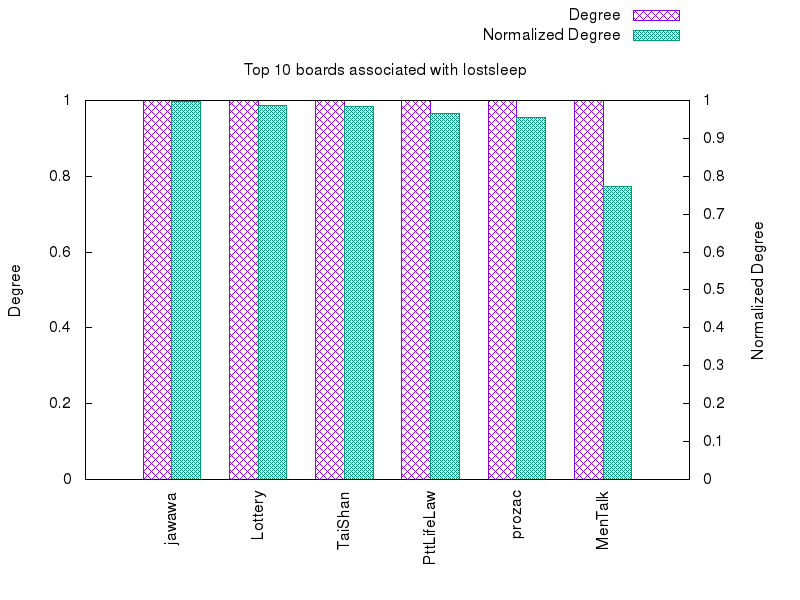 Degree
Normalized Degree
Top 10 boards associated with lostsleep
1
0.8
0.6
0.4
0.2
0
1
0.9
0.8
0.7
0.6
0.5
0.4
0.3
0.2
0.1
0
Degree
Normalized Degree
jawawa
Lottery
TaiShan
PttLifeLaw
prozac
MenTalk